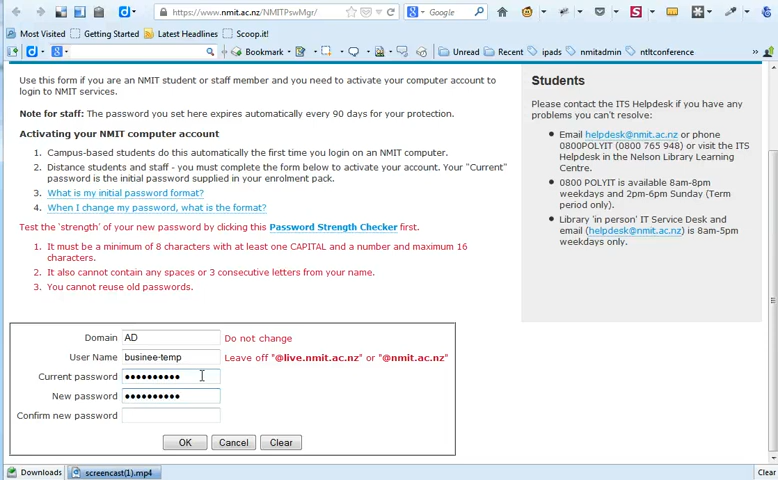 https://www.nmit.ac.nz/NMITPswMgr/
Google
Most Visited Getting Started Latest Headlines Scoop.it!
Bookmark Unread Recent ipads nmitadmin ntltconference
Use this form if you are an NMIT student or staff member and you need to activate your computer account to
login to NMIT services.
Note for staff: The password you set here expires automatically every 90 days for your protection.
Activating your NMIT computer account
1. Campus-based students do this automatically the first time you login on an NMIT computer.
2. Distance students and staff - you must complete the form below to activate your account. Your "Current"
password is the initial password supplied in your enrolment pack.
3. What is my initial password format?
4. When I change my password, what is the format?
Test the 'strength' of your new password by clicking this Password Strength Checker first.
1. It must be a minimum of 8 characters with at least one CAPITAL and a number and maximum 16
characters.
2. It also cannot contain any spaces or 3 consecutive letters from your name.
3. You cannot reuse old passwords.
Domain AD Do not change
User Name businee-temp Leave off "@live.nmit.ac.nz" or "@nmit.ac.nz"
Current password ••••••••••
New password ••••••••••
Confirm new password
OK Cancel Clear
Students
Please contact the ITS Helpdesk if you have any
problems you can't resolve:
Email helpdesk@nmit.ac.nz or phone
0800POLYIT (0800 765 948) or visit the ITS
Helpdesk in the Nelson Library Learning
Centre.
0800 POLYIT is available 8am-8pm
weekdays and 2pm-6pm Sunday (Term
period only).
Library 'in person' IT Service Desk and
email (helpdesk@nmit.ac.nz) is 8am-5pm
weekdays only.
Downloads screencast(1).mp4 Clear